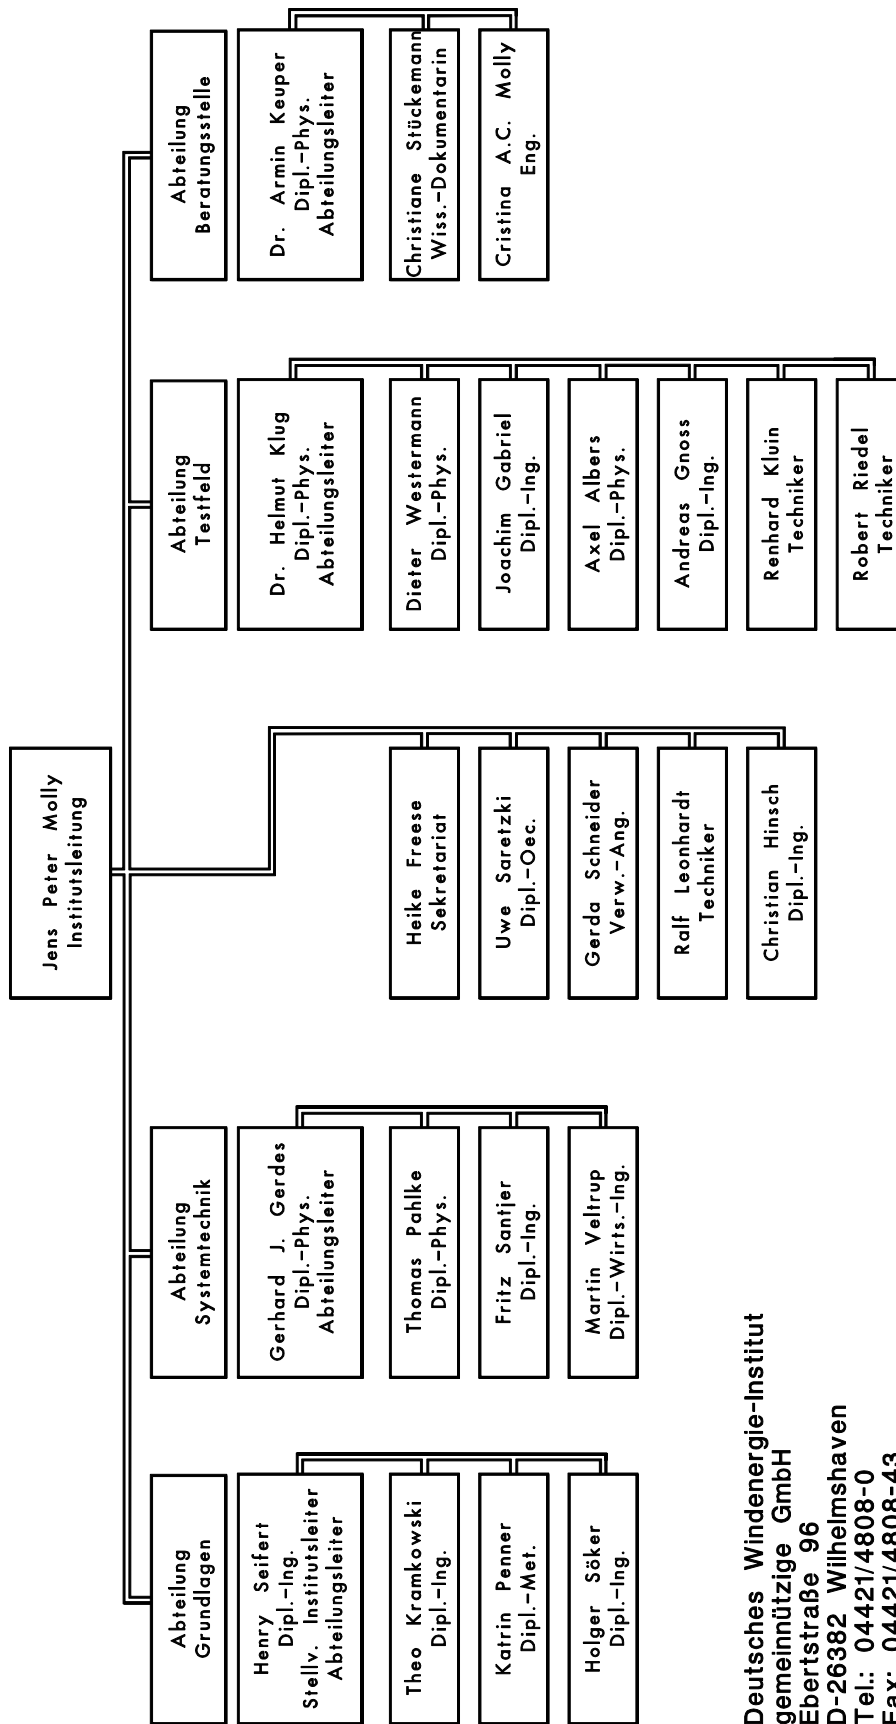 Jens Peter Molly
Institutsleitung
Abteilung
Grundlagen
Henry Seifert
Dipl.-Ing.
Stellv. Institutsleiter
Abteilungsleiter
Theo Kramkowski
Dipl.-Ing.
Katrin Penner
Dipl.-Met.
Holger Söker
Dipl.-Ing.
Abteilung
Systemtechnik
Gerhard J. Gerdes
Dipl.-Phys.
Abteilungsleiter
Thomas Pahlke
Dipl.-Phys.
Fritz Santjer
Dipl.-Ing.
Martin Veltrup
Dipl.-Wirts.-Ing.
Heike Freese
Sekretariat
Uwe Saretzki
Dipl.-Oec.
Gerda Schneider
Verw.-Ang.
Ralf Leonhardt
Techniker
Christian Hinsch
Dipl.-Ing.
Abteilung
Testfeld
Dr. Helmut Klug
Dipl.-Phys.
Abteilungsleiter
Dieter Westermann
Dipl.-Phys.
Joachim Gabriel
Dipl.-Ing.
Axel Albers
Dipl.-Phys.
Andreas Gnoss
Dipl.-Ing.
Renhard Kluin
Techniker
Robert Riedel
Techniker
Abteilung
Beratungsstelle
Dr. Armin Keuper
Dipl.-Phys.
Abteilungsleiter
Christiane Stückemann
Wiss.-Dokumentarin
Cristina A.C. Molly
Eng.
Deutsches Windenergie-Institut
gemeinnützige GmbH
Ebertstraße 96
D-26382 Wilhelmshaven
Tel.: 04421/4808-0
Fax: 04421/4808-43